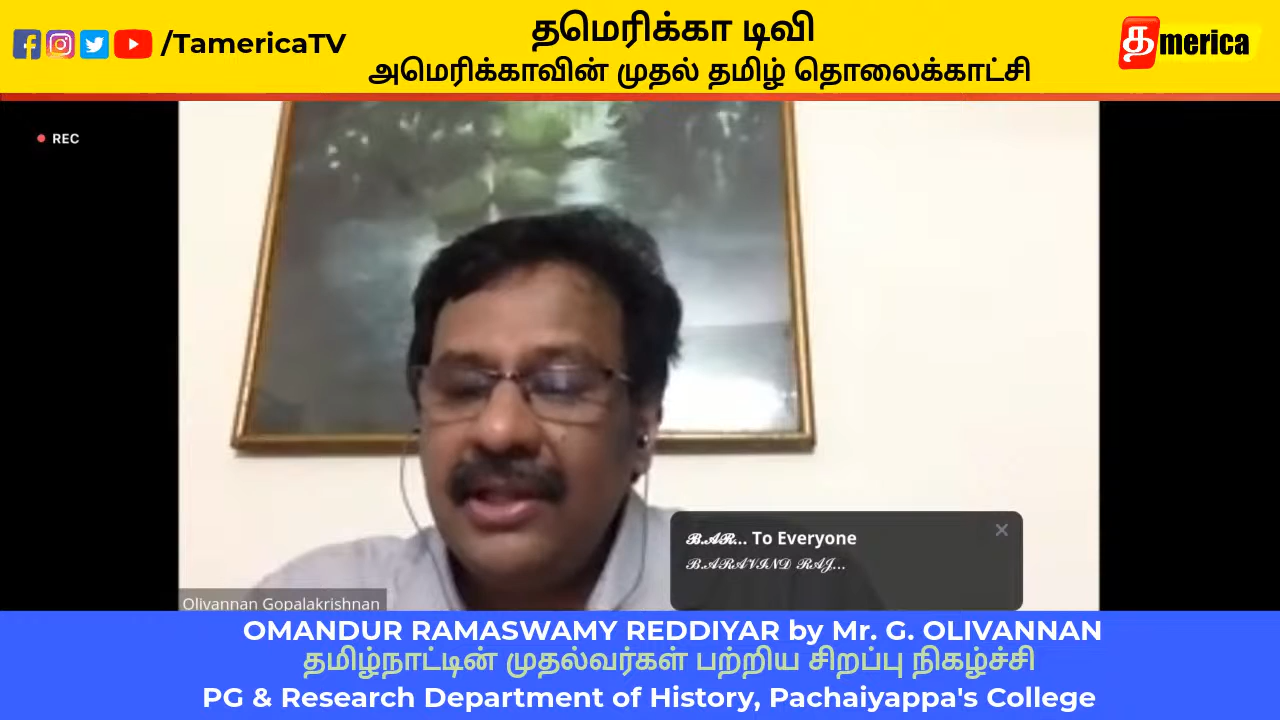 /TamericaTV
தமெரிக்கா டிவி
அமெரிக்காவின் முதல் தமிழ் தொலைக்காட்சி
தmerica
REC
B.AR... To Everyone
B.ARAVIND RAJ...
Olivannan Gopalakrishnan
OMANDUR RAMASWAMY REDDIYAR by Mr. G. OLIVANNAN
தமிழ்நாட்டின் முதல்வர்கள் பற்றிய சிறப்பு நிகழ்ச்சி
PG & Research Department of History, Pachaiyappa's College